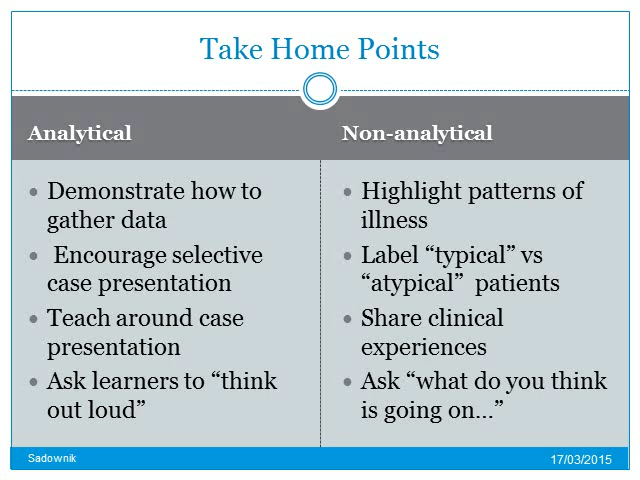 Take Home Points
Analytical
Demonstrate how to
gather data
Encourage selective
case presentation
Teach around case
presentation
Ask learners to “think
out loud”
Non-analytical
Highlight patterns of
illness
Label “typical” vs
“atypical” patients
Share clinical
experiences
Ask “what do you think
is going on…”
Sadownik
17/03/2015